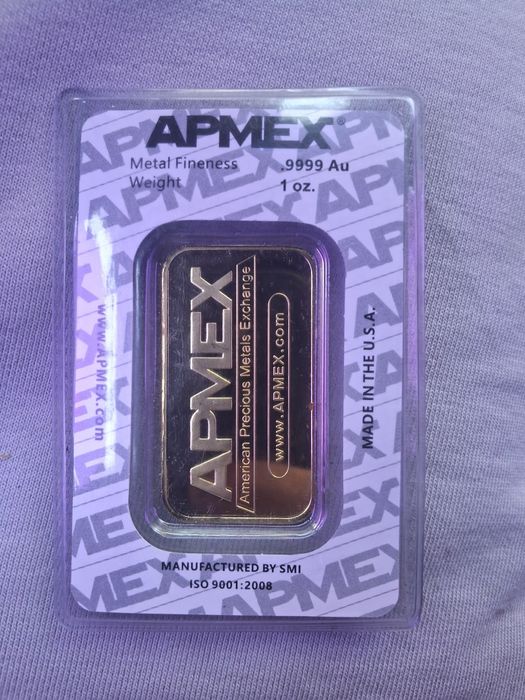 APMEX®
Metal Fineness .9999 Au
Weight 1 oz.
www.APMEX.com
APMEX
American Precious Metals Exchange
www.APMEX.com
MADE IN THE U.S.A.
MANUFACTURED BY SMI
ISO 9001:2008